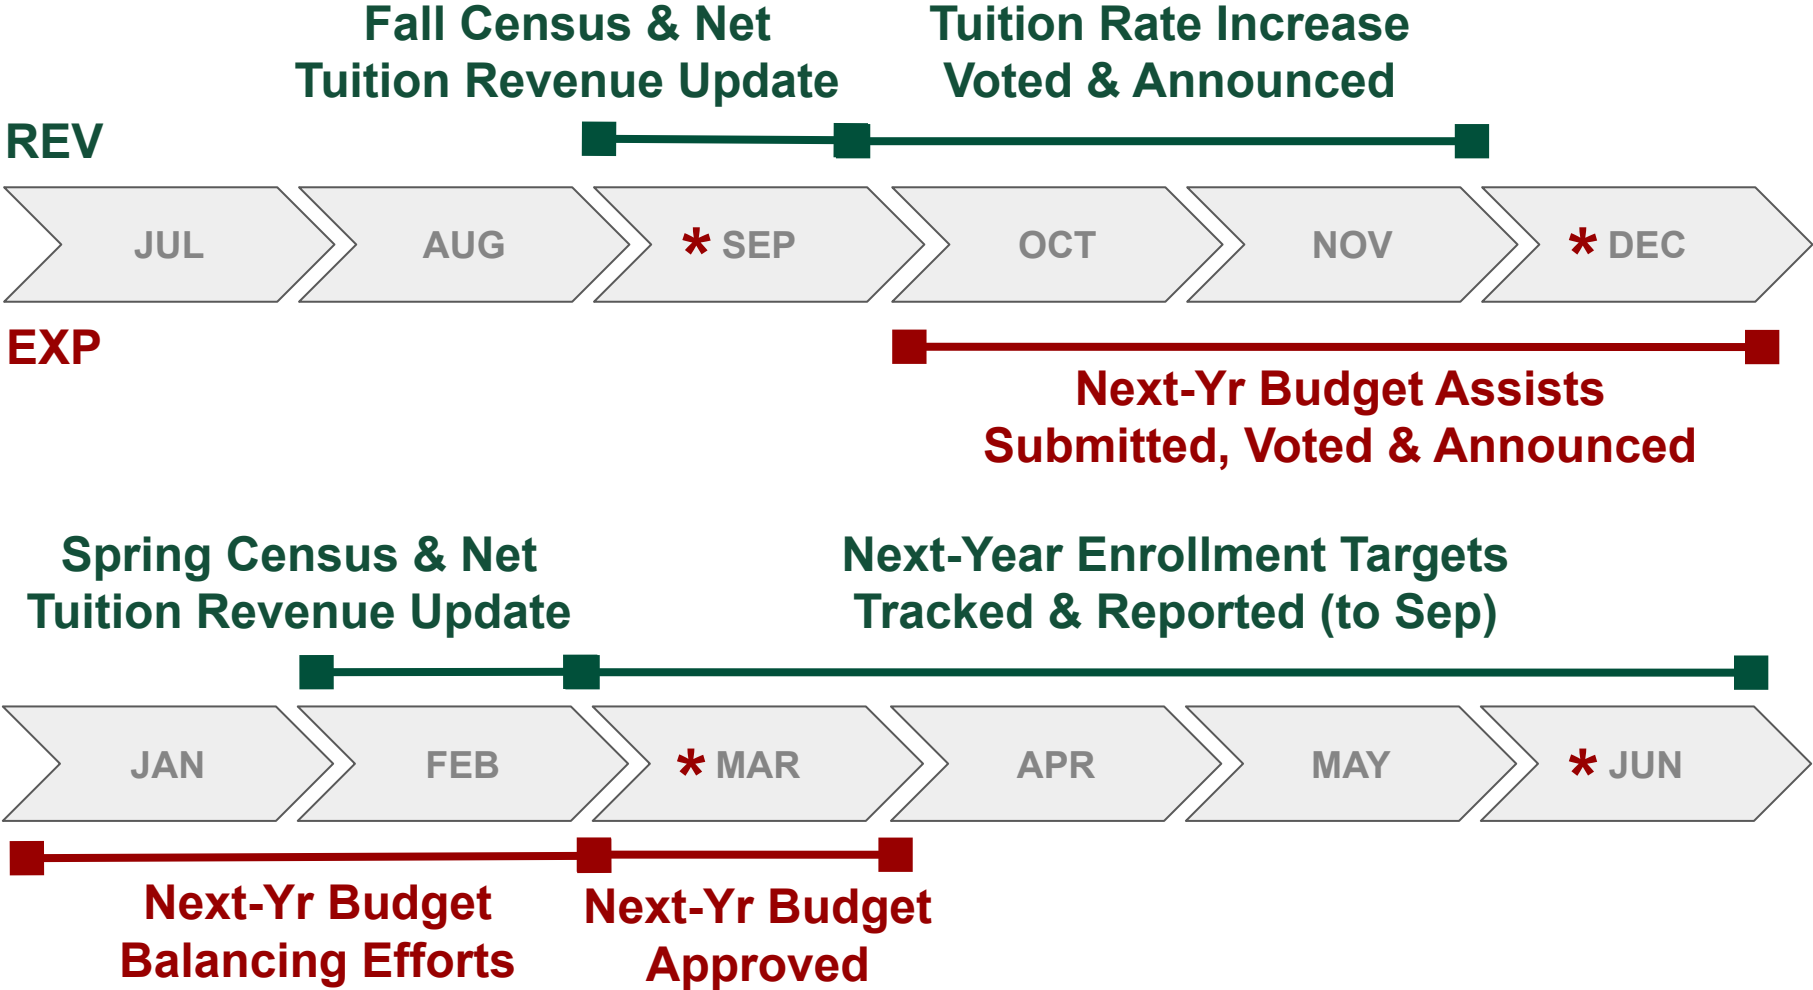 Fall Census & Net
Tuition Revenue Update
Tuition Rate Increase
Voted & Announced
REV
JUL
AUG
* SEP
OCT
NOV
* DEC
EXP
Next-Yr Budget Assists
Submitted, Voted & Announced
Spring Census & Net
Tuition Revenue Update
Next-Year Enrollment Targets
Tracked & Reported (to Sep)
JAN
FEB
* MAR
APR
MAY
* JUN
Next-Yr Budget
Balancing Efforts
Next-Yr Budget
Approved